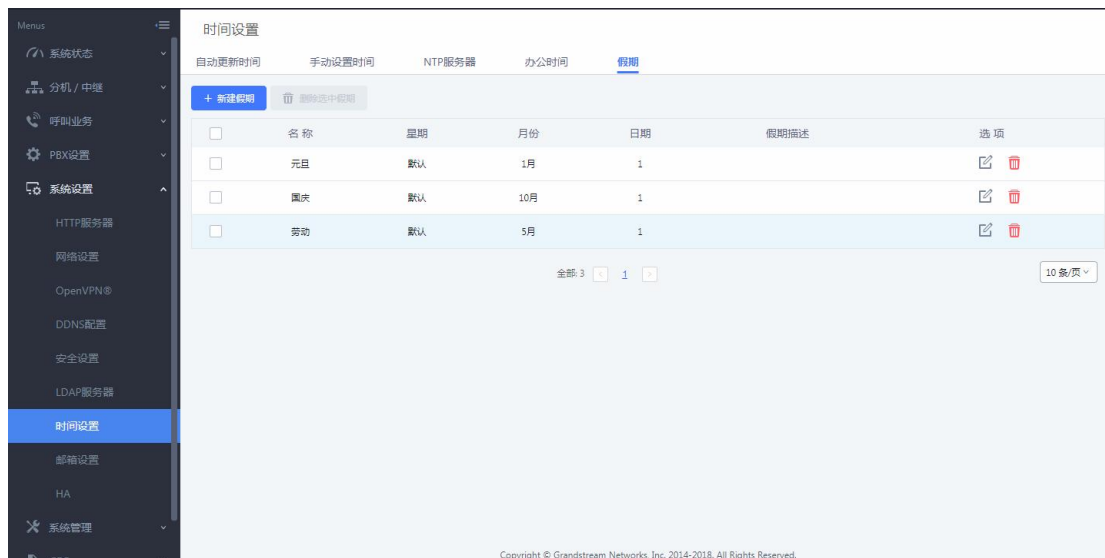 Menus
系统状态
分机 / 中继
呼叫业务
PBX设置
系统设置
HTTP服务器
网络设置
OpenVPN®
DDNS配置
安全设置
LDAP服务器
时间设置
邮箱设置
HA
系统管理
时间设置
自动更新时间 手动设置时间 NTP服务器 办公时间 假期
+ 新建假期 删除选中假期
名称 星期 月份 日期 假期描述 选项
元旦 默认 1月 1
国庆 默认 10月 1
劳动 默认 5月 1
全部: 3 < 1 > 10 条/页
Copyright © Grandstream Networks, Inc. 2014-2018. All Rights Reserved.